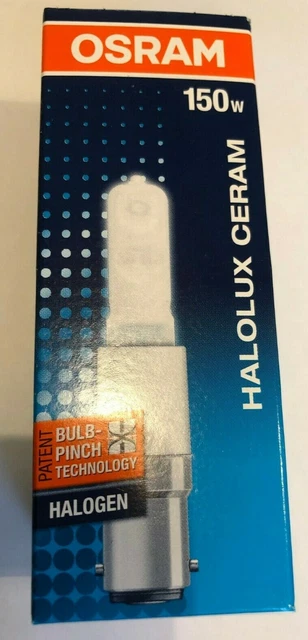 OSRAM
150W
HALOLUX CERAM
PATENT
BULB-
PINCH
TECHNOLOGY
HALOGEN